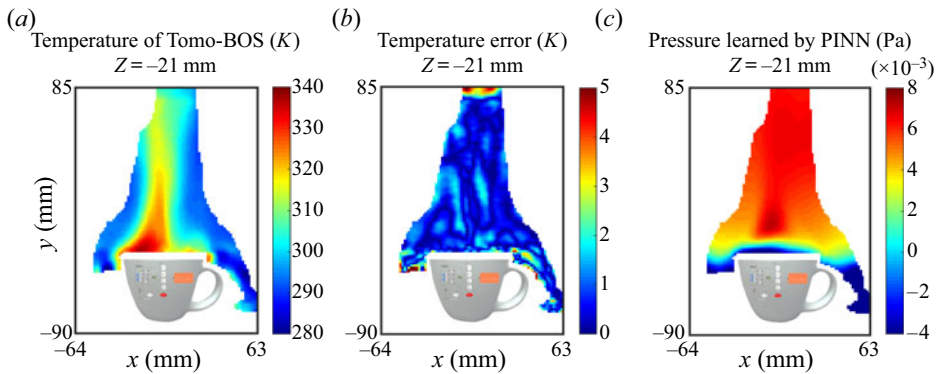 (a)
Temperature of Tomo-BOS (K)
Z = –21 mm
85
y (mm)
–90
–64
63
x (mm)
340
330
320
310
300
290
280
(b)
Temperature error (K)
85
–90
–64
63
x (mm)
5
4
3
2
1
0
(c)
Pressure learned by PINN (Pa)
Z = –21 mm
(×10⁻³)
85
–90
–64
63
x (mm)
8
6
4
2
0
−2
−4